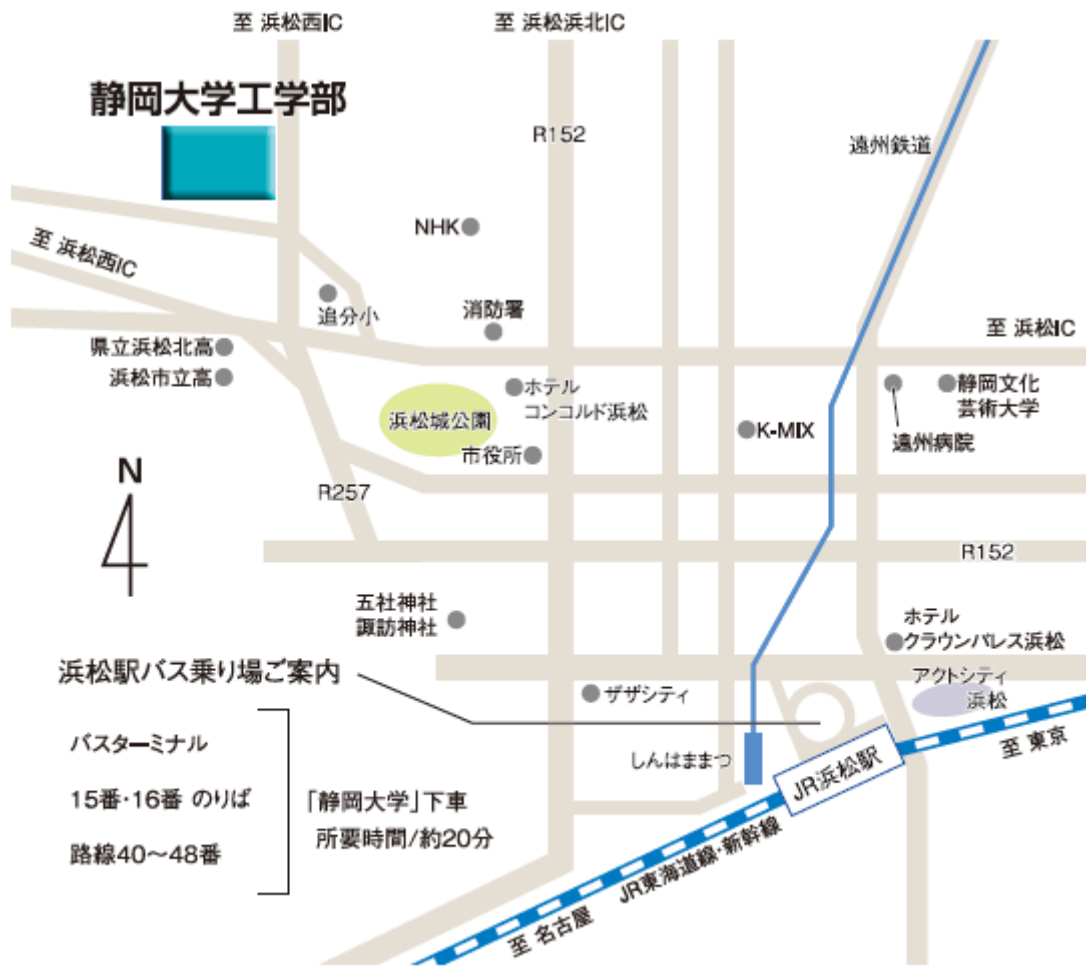 至 浜松西IC
至 浜松浜北IC
静岡大学工学部
R152
遠州鉄道
NHK
至 浜松西IC
追分小
消防署
至 浜松IC
県立浜松北高
浜松市立高
ホテル
コンコルド浜松
静岡文化
芸術大学
浜松城公園
K-MIX
遠州病院
市役所
N
R257
R152
五社神社
諏訪神社
ホテル
クラウンパレス浜松
浜松駅バス乗り場ご案内
アクトシティ
浜松
ザザシティ
バスターミナル
15番・16番 のりば
路線40〜48番
「静岡大学」下車
所要時間/約20分
しんはままつ
JR浜松駅
至 東京
JR東海道線・新幹線
至 名古屋